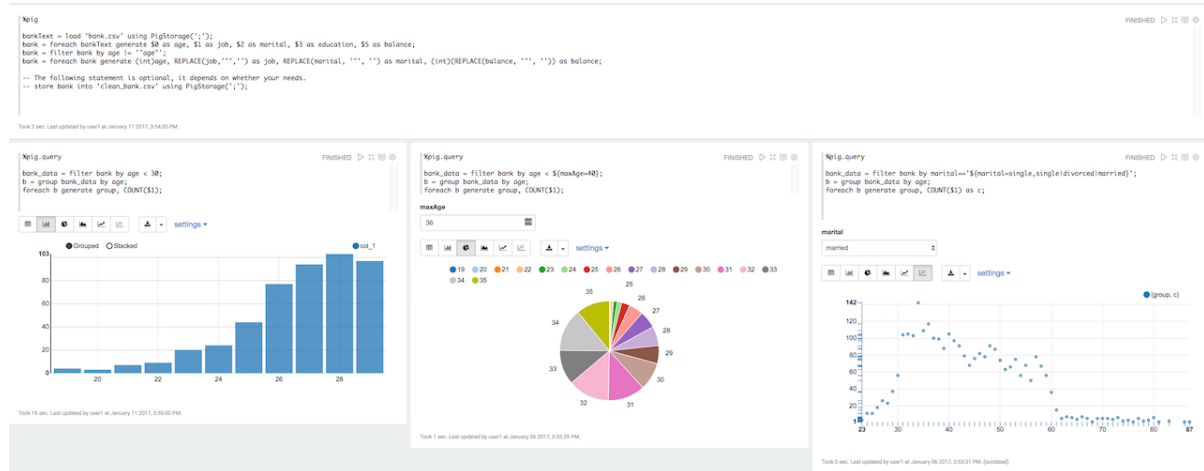 %pig
FINISHED
bankText = load 'bank.csv' using PigStorage(';');
bank = foreach bankText generate $0 as age, $1 as job, $2 as marital, $3 as education, $5 as balance;
bank = filter bank by age != '"age"';
bank = foreach bank generate (int)age, REPLACE(job,'"','') as job, REPLACE(marital, '"', '') as marital, (int)(REPLACE(balance, '"', '')) as balance;
-- The following statement is optional, it depends on whether your needs.
-- store bank into 'clean_bank.csv' using PigStorage(';');
Took 2 sec. Last updated by user1 at January 11 2017, 3:54:55 PM.
%pig.query
FINISHED
bank_data = filter bank by age < 30;
b = group bank_data by age;
foreach b generate group, COUNT($1);
settings
Grouped Stacked
col_1
103
80
60
40
20
0
20 22 24 26 28
Took 16 sec. Last updated by user1 at January 11 2017, 3:55:00 PM.
%pig.query
FINISHED
bank_data = filter bank by age < ${maxAge=40};
b = group bank_data by age;
foreach b generate group, COUNT($1);
maxAge
36
settings
19 20 21 22 23 24 25 26 27 28 29 30 31 32 33
34 35
25
26
27
28
29
30
31
32
33
34
35
Took 1 sec. Last updated by user1 at January 06 2017, 3:55:29 PM.
%pig.query
FINISHED
bank_data = filter bank by marital=='${marital=single,single|divorced|married}';
b = group bank_data by age;
foreach b generate group, COUNT($1) as c;
marital
married
settings
(group, c)
142
120
100
80
60
40
20
1
23 30 40 50 60 70 80 87
Took 0 sec. Last updated by user1 at January 06 2017, 3:55:31 PM. (outdated)